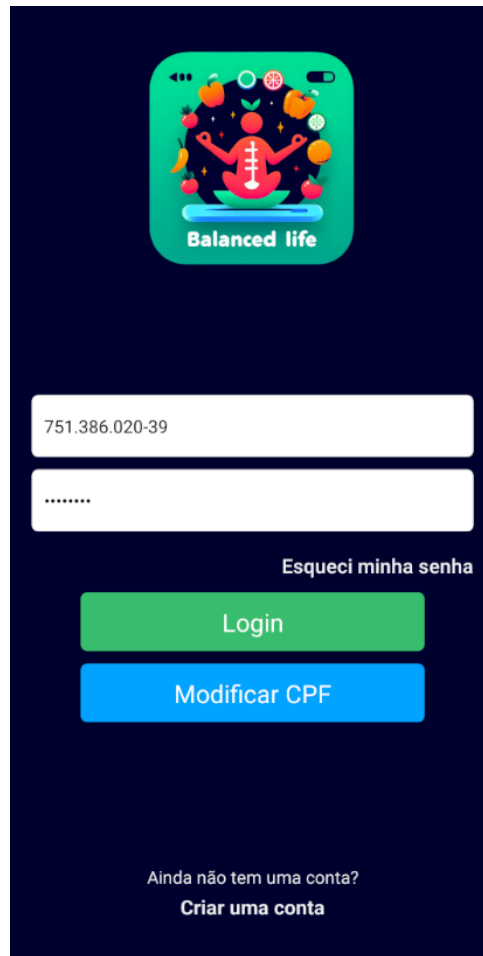 Balanced life
751.386.020-39
••••••••
Esqueci minha senha
Login
Modificar CPF
Ainda não tem uma conta?
Criar uma conta